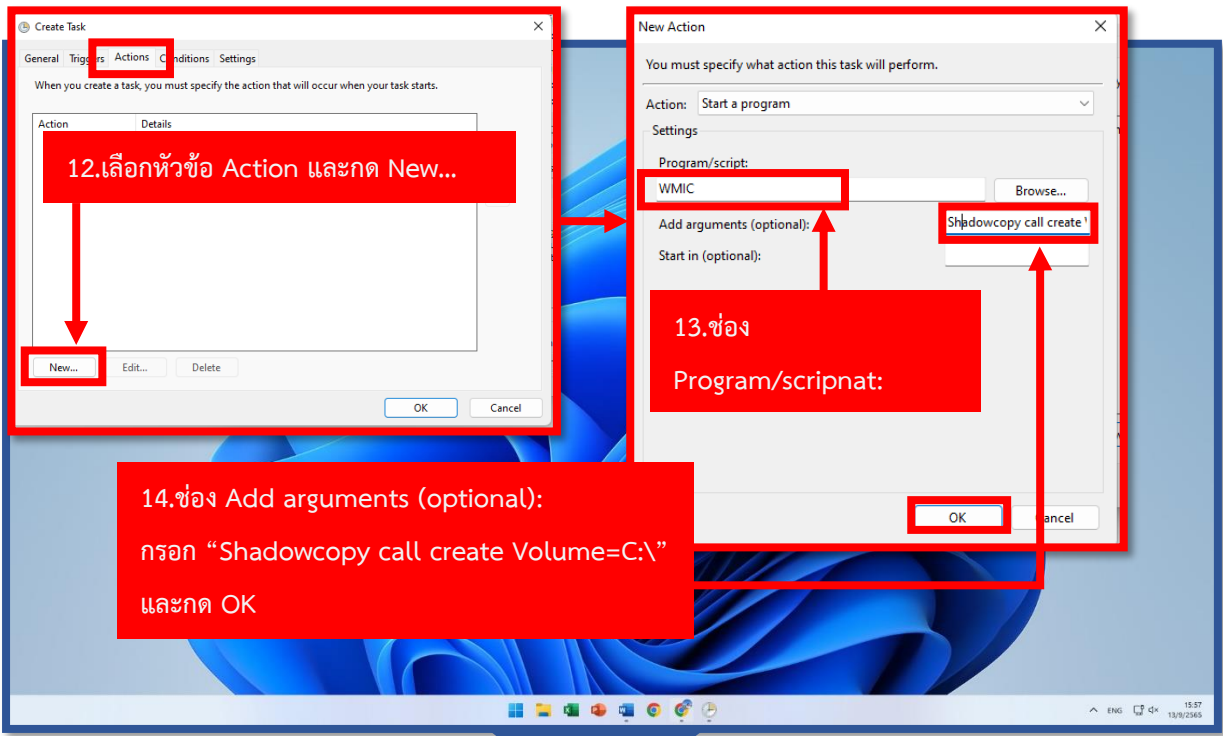 Create Task
General Triggers Actions Conditions Settings
When you create a task, you must specify the action that will occur when your task starts.
Action Details
12.เลือกหัวข้อ Action และกด New...
New... Edit... Delete
OK Cancel
New Action
You must specify what action this task will perform.
Action: Start a program
Settings
Program/script:
WMIC Browse...
Add arguments (optional): Shadowcopy call create
Start in (optional):
13.ช่อง
Program/scripnat:
OK Cancel
14.ช่อง Add arguments (optional):
กรอก “Shadowcopy call create Volume=C:\”
และกด OK
ENG 15:57
13/9/2565